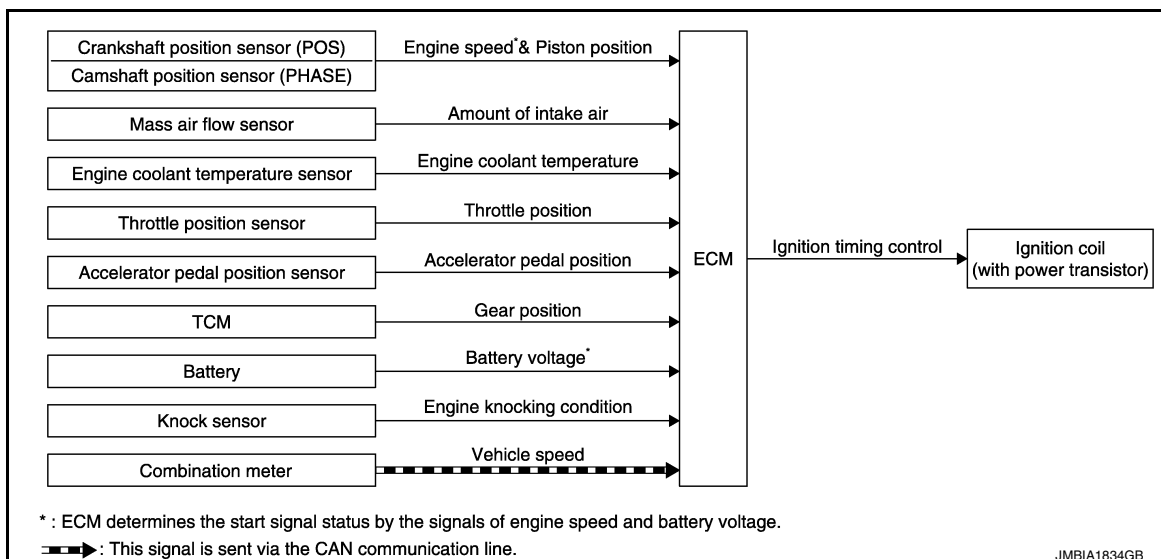 Crankshaft position sensor (POS)
Engine speed*& Piston position
Camshaft position sensor (PHASE)
Mass air flow sensor
Amount of intake air
Engine coolant temperature sensor
Engine coolant temperature
Throttle position sensor
Throttle position
Accelerator pedal position sensor
Accelerator pedal position
TCM
Gear position
Battery
Battery voltage*
Knock sensor
Engine knocking condition
Combination meter
Vehicle speed
ECM
Ignition timing control
Ignition coil
(with power transistor)
* : ECM determines the start signal status by the signals of engine speed and battery voltage.
: This signal is sent via the CAN communication line.
JMBIA1834GB